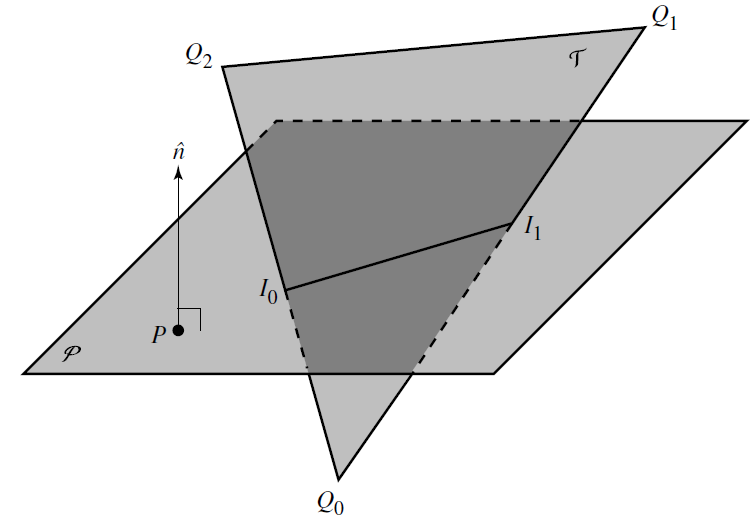 Q₁
Q₂
𝒯
n̂
I₁
I₀
P
𝒫
Q₀